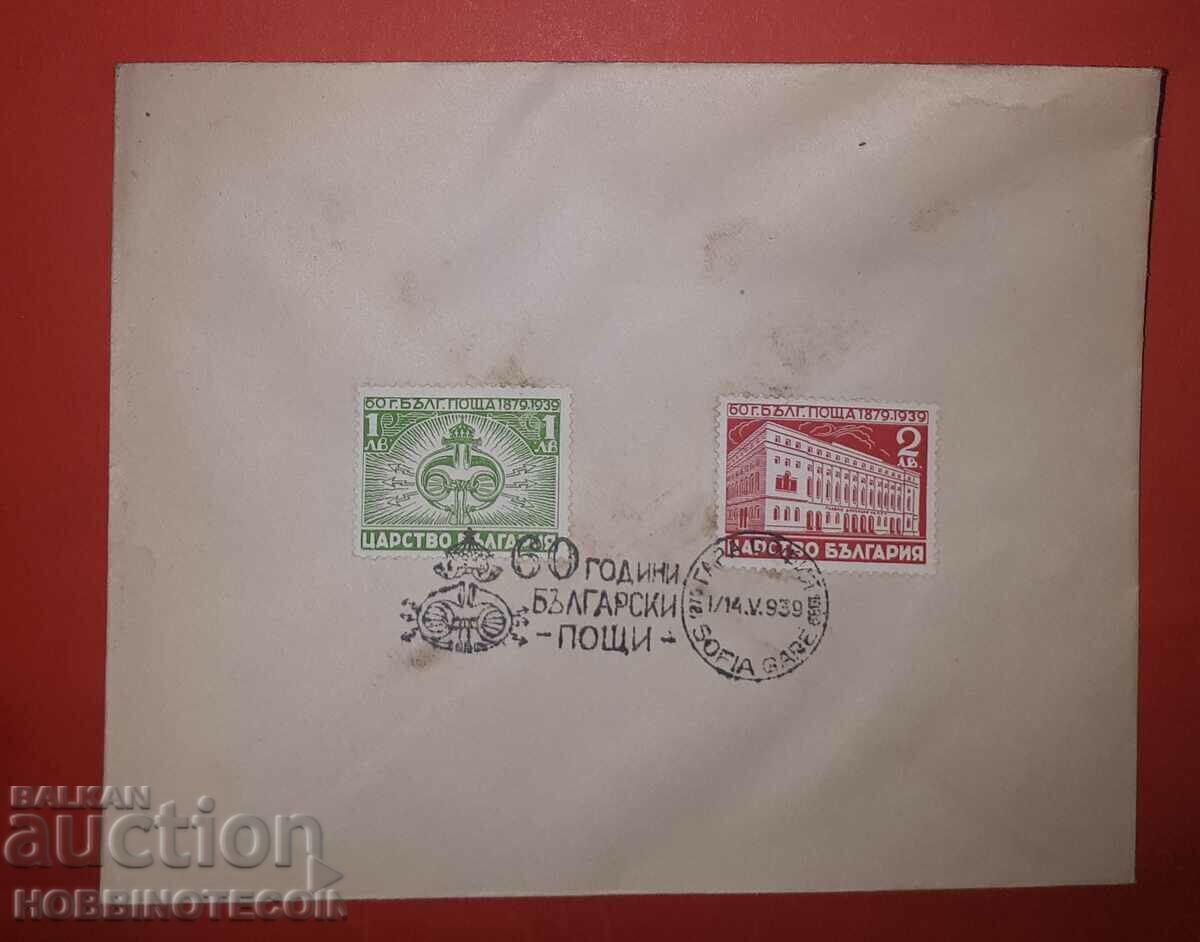 60 Г. БЪЛГ. ПОЩА 1879.1939
1 ЛВ
1 ЛВ
ЦАРСТВО БЪЛГАРИЯ
60 Г. БЪЛГ. ПОЩА 1879.1939
2 ЛВ.
ЦАРСТВО БЪЛГАРИЯ
60 ГОДИНИ
БЪЛГАРСКИ
- ПОЩИ -
14.V.939
SOFIA GARE
BALKAN
auction
HOBBINOTECOIN